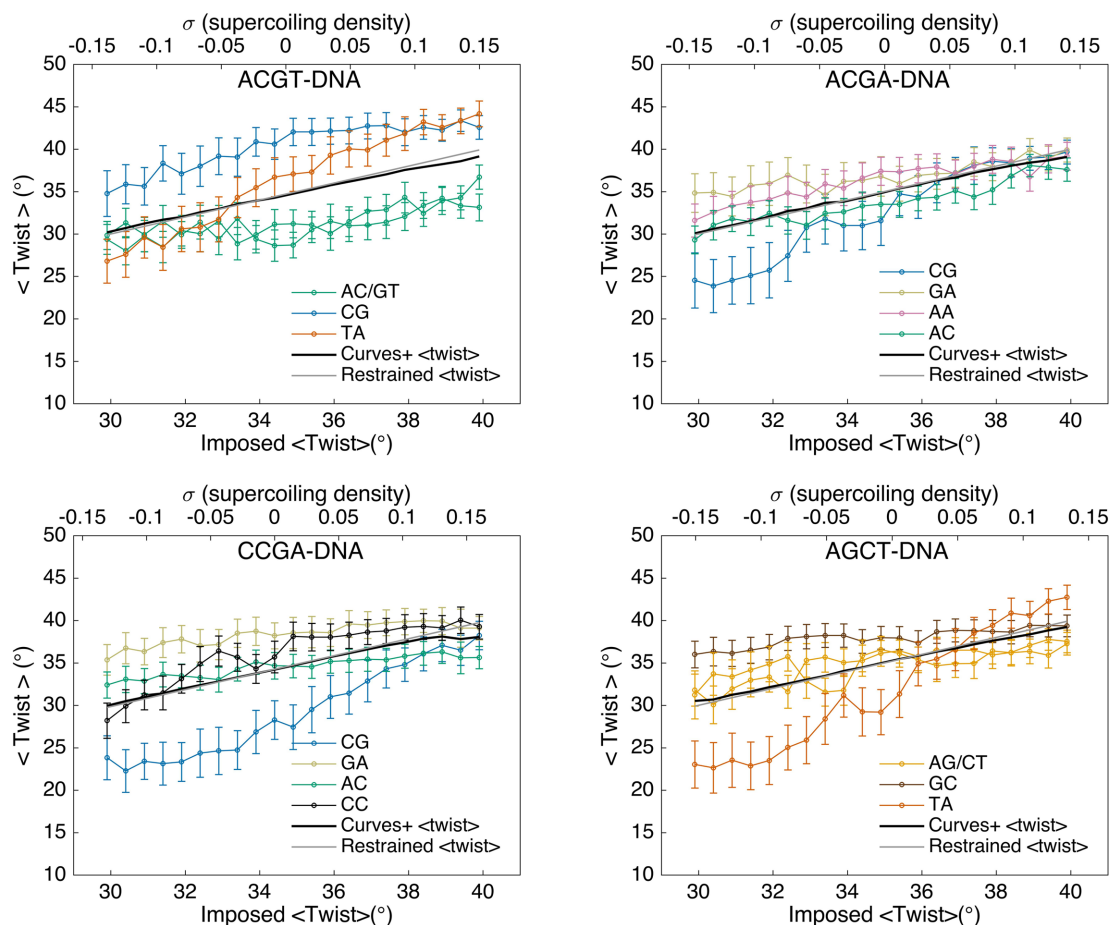 σ (supercoiling density)
-0.15 -0.1 -0.05 0 0.05 0.1 0.15
ACGT-DNA
50
45
40
35
30
25
20
15
10
< Twist > (°)
AC/GT
CG
TA
Curves+ <twist>
Restrained <twist>
30 32 34 36 38 40
Imposed <Twist>(°)
σ (supercoiling density)
-0.15 -0.1 -0.05 0 0.05 0.1 0.15
ACGA-DNA
50
45
40
35
30
25
20
15
10
< Twist > (°)
CG
GA
AA
AC
Curves+ <twist>
Restrained <twist>
30 32 34 36 38 40
Imposed <Twist>(°)
σ (supercoiling density)
-0.15 -0.1 -0.05 0 0.05 0.1 0.15
CCGA-DNA
50
45
40
35
30
25
20
15
10
< Twist > (°)
CG
GA
AC
CC
Curves+ <twist>
Restrained <twist>
30 32 34 36 38 40
Imposed <Twist>(°)
σ (supercoiling density)
-0.15 -0.1 -0.05 0 0.05 0.1 0.15
AGCT-DNA
50
45
40
35
30
25
20
15
10
< Twist > (°)
AG/CT
GC
TA
Curves+ <twist>
Restrained <twist>
30 32 34 36 38 40
Imposed <Twist>(°)